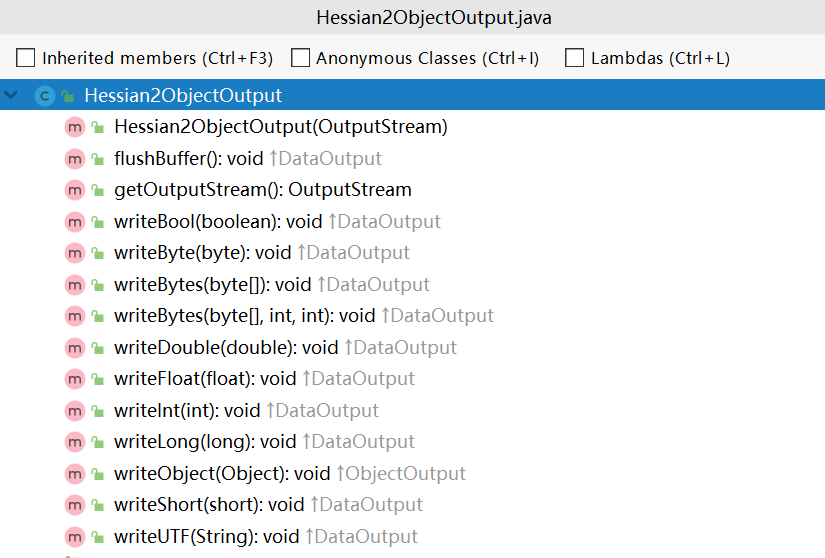 Hessian2ObjectOutput.java
Inherited members (Ctrl+F3) Anonymous Classes (Ctrl+I) Lambdas (Ctrl+L)
C Hessian2ObjectOutput
m Hessian2ObjectOutput(OutputStream)
m flushBuffer(): void ↑DataOutput
m getOutputStream(): OutputStream
m writeBool(boolean): void ↑DataOutput
m writeByte(byte): void ↑DataOutput
m writeBytes(byte[]): void ↑DataOutput
m writeBytes(byte[], int, int): void ↑DataOutput
m writeDouble(double): void ↑DataOutput
m writeFloat(float): void ↑DataOutput
m writeInt(int): void ↑DataOutput
m writeLong(long): void ↑DataOutput
m writeObject(Object): void ↑ObjectOutput
m writeShort(short): void ↑DataOutput
m writeUTF(String): void ↑DataOutput